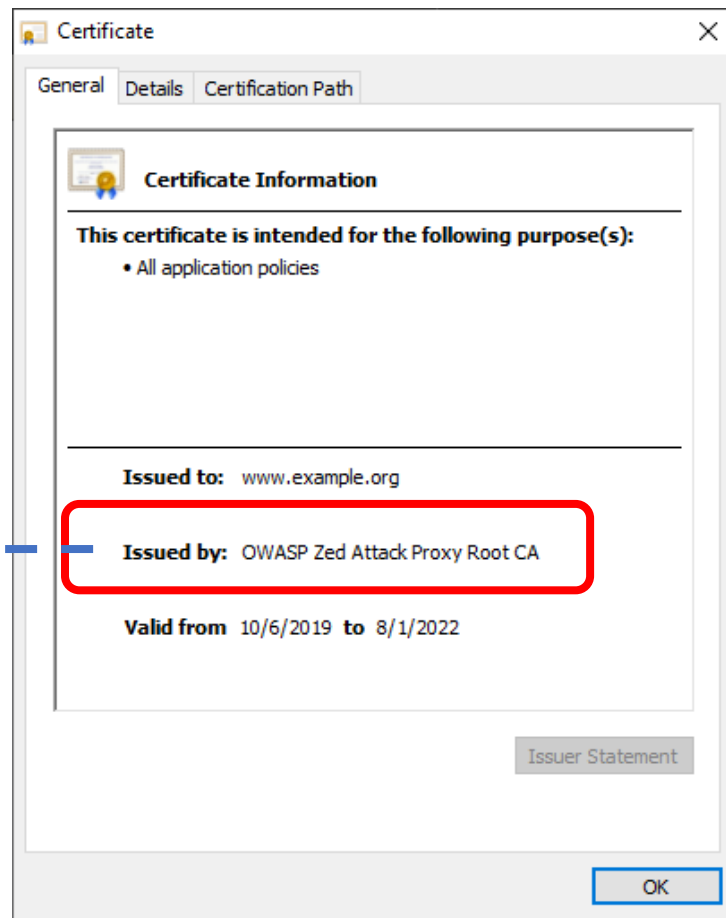 Certificate
General Details Certification Path
Certificate Information
This certificate is intended for the following purpose(s):
• All application policies
Issued to: www.example.org
Issued by: OWASP Zed Attack Proxy Root CA
Valid from 10/6/2019 to 8/1/2022
Issuer Statement
OK